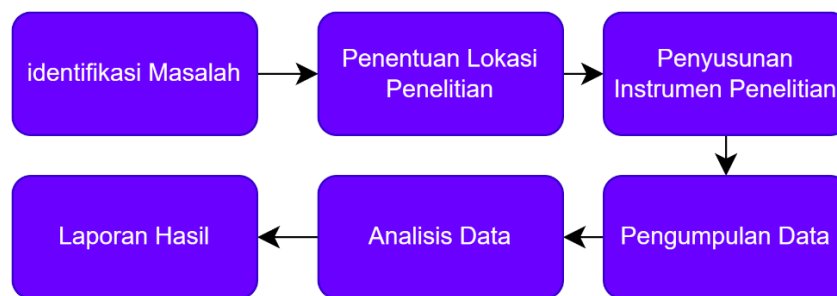 identifikasi Masalah
Penentuan Lokasi
Penelitian
Penyusunan
Instrumen Penelitian
Pengumpulan Data
Analisis Data
Laporan Hasil